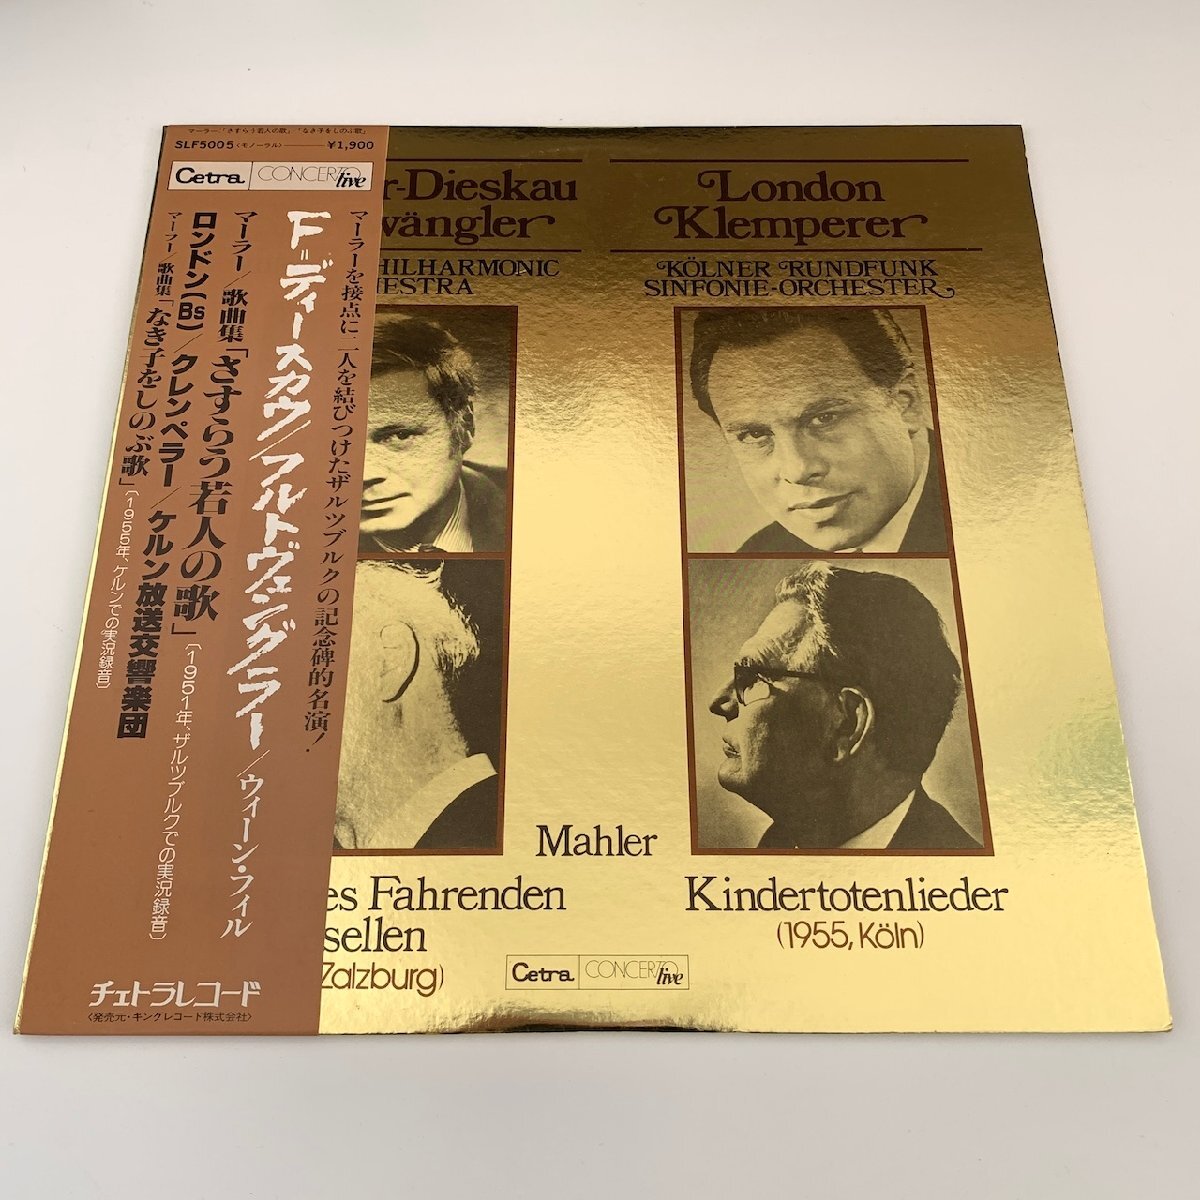 マーラー:「さすらう若人の歌」「なき子をしのぶ歌」
SLF5005〈モノーラル〉 ¥1,900
Cetra CONCERTO live
マーラーを接点に二人を結びつけたザルツブルクの記念碑的名演!
F=ディースカウ/フルトヴェングラー/ウィーン・フィル
マーラー/歌曲集「さすらう若人の歌」(1951年、ザルツブルクでの実況録音)
ロンドン(Bs)/クレンペラー/ケルン放送交響楽団
マーラー/歌曲集「なき子をしのぶ歌」(1955年、ケルンでの実況録音)
チェトラレコード
〈発売元・キングレコード株式会社〉
r-Dieskau
wängler
HILHARMONIC
ESTRA
London
Klemperer
KÖLNER RUNDFUNK
SINFONIE-ORCHESTER
Mahler
es Fahrenden
sellen
Zalzburg)
Kindertotenlieder
(1955, Köln)
Cetra CONCERTO live